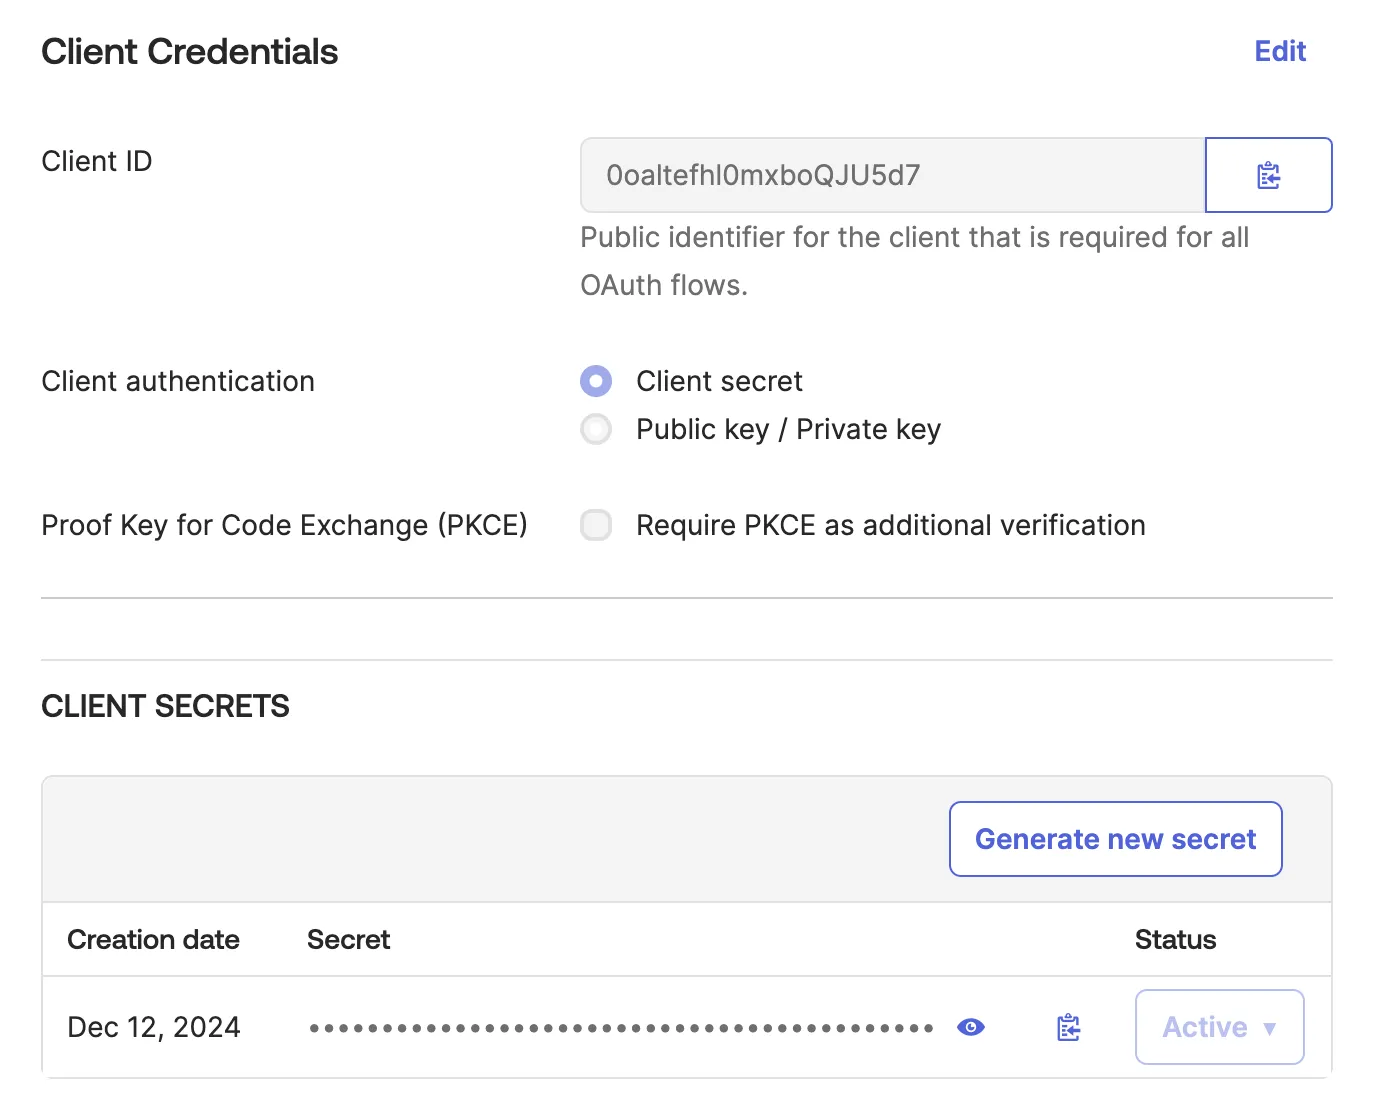 Client Credentials
Edit
Client ID
0oaltefhl0mxboQJU5d7
Public identifier for the client that is required for all
OAuth flows.
Client authentication
Client secret
Public key / Private key
Proof Key for Code Exchange (PKCE)
Require PKCE as additional verification
CLIENT SECRETS
Generate new secret
Creation date Secret Status
Dec 12, 2024 •••••••••••••••••••••••••••••••••••••••••••• Active